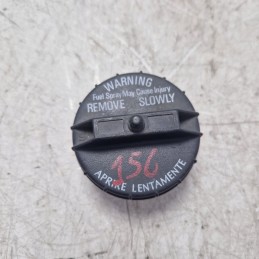 WARNING
Fuel Spray May Cause Injury
REMOVE SLOWLY
156
APRIRE LENTAMENTE